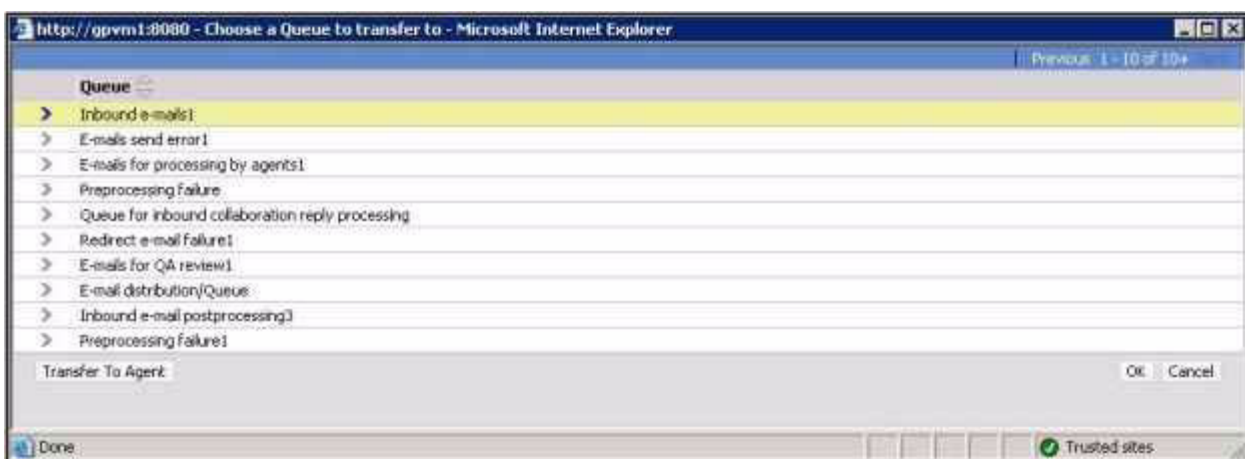 http://gpvm1:8080 - Choose a Queue to transfer to - Microsoft Internet Explorer
Previous 1 - 10 of 10+
Queue
Inbound e-mails1
E-mails send error1
E-mails for processing by agents1
Preprocessing failure
Queue for inbound collaboration reply processing
Redirect e-mail failure1
E-mails for QA review1
E-mail distribution/Queue
Inbound e-mail postprocessing3
Preprocessing failure1
Transfer To Agent OK Cancel
Done Trusted sites